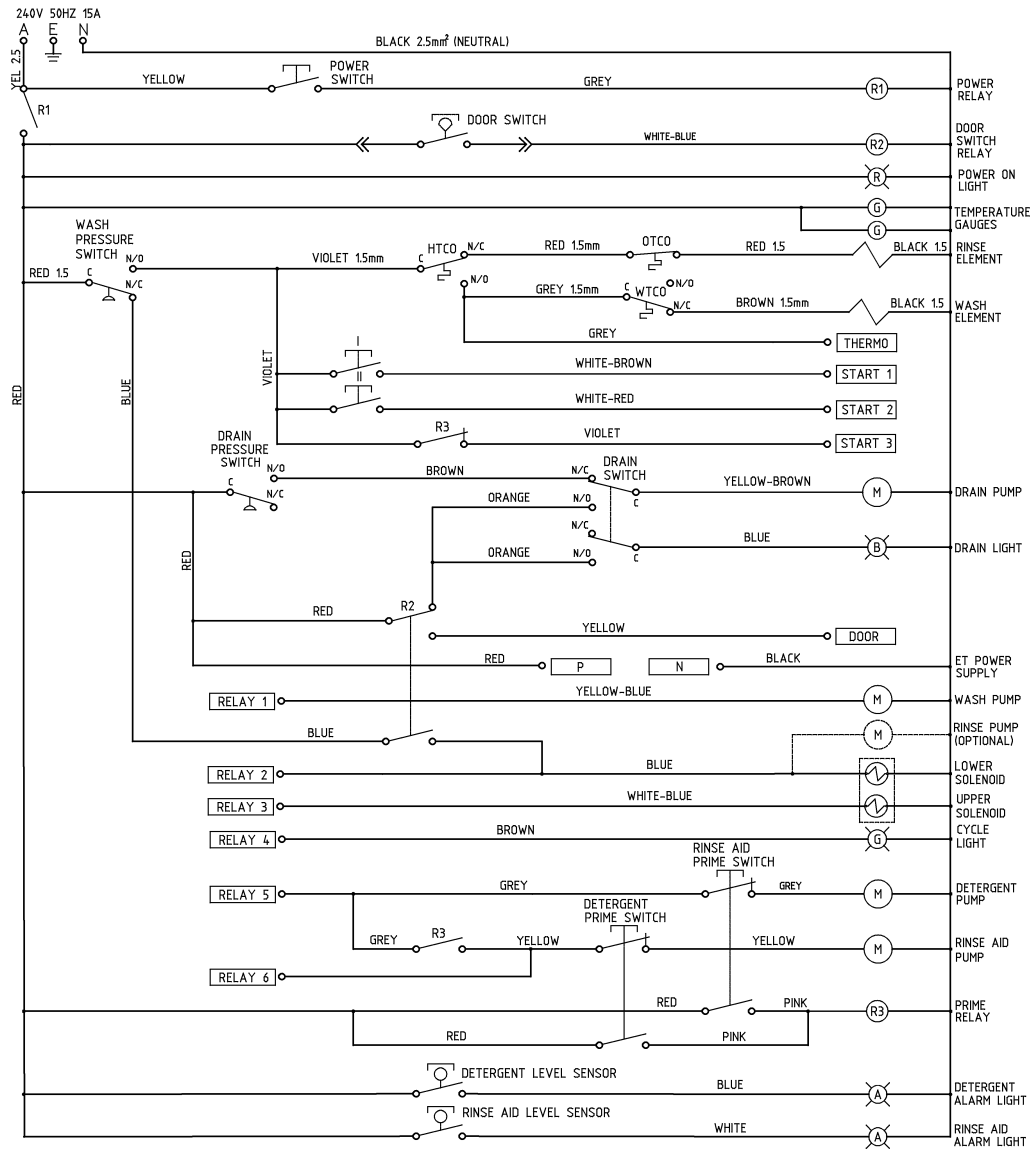 240V 50HZ 15A
A E N
BLACK 2.5mm² (NEUTRAL)
YEL 2.5
YELLOW
POWER
SWITCH
GREY
R1
POWER
RELAY
R1
DOOR SWITCH
WHITE-BLUE
R2
DOOR
SWITCH
RELAY
R
POWER ON
LIGHT
G
G
TEMPERATURE
GAUGES
WASH
PRESSURE
SWITCH
N/O
RED 1.5
C
N/C
VIOLET 1.5mm
C
HTCO
N/C
N/O
RED 1.5mm
OTCO
RED 1.5
BLACK 1.5
RINSE
ELEMENT
GREY 1.5mm
C
WTCO
N/O
N/C
BROWN 1.5mm
BLACK 1.5
WASH
ELEMENT
GREY
THERMO
RED
BLUE
VIOLET
I
WHITE-BROWN
START 1
II
WHITE-RED
START 2
R3
VIOLET
START 3
DRAIN
PRESSURE
SWITCH
N/O
C
N/C
BROWN
N/C
DRAIN
SWITCH
YELLOW-BROWN
M
DRAIN PUMP
ORANGE
N/O
C
N/C
BLUE
B
DRAIN LIGHT
ORANGE
N/O
C
RED
RED
R2
YELLOW
DOOR
RED
P
N
BLACK
ET POWER
SUPPLY
RELAY 1
YELLOW-BLUE
M
WASH PUMP
BLUE
M
RINSE PUMP
(OPTIONAL)
RELAY 2
BLUE
LOWER
SOLENOID
RELAY 3
WHITE-BLUE
UPPER
SOLENOID
RELAY 4
BROWN
G
CYCLE
LIGHT
RINSE AID
PRIME SWITCH
RELAY 5
GREY
GREY
M
DETERGENT
PUMP
DETERGENT
PRIME SWITCH
GREY
R3
YELLOW
YELLOW
M
RINSE AID
PUMP
RELAY 6
RED
PINK
R3
PRIME
RELAY
RED
PINK
DETERGENT LEVEL SENSOR
BLUE
A
DETERGENT
ALARM LIGHT
RINSE AID LEVEL SENSOR
WHITE
A
RINSE AID
ALARM LIGHT